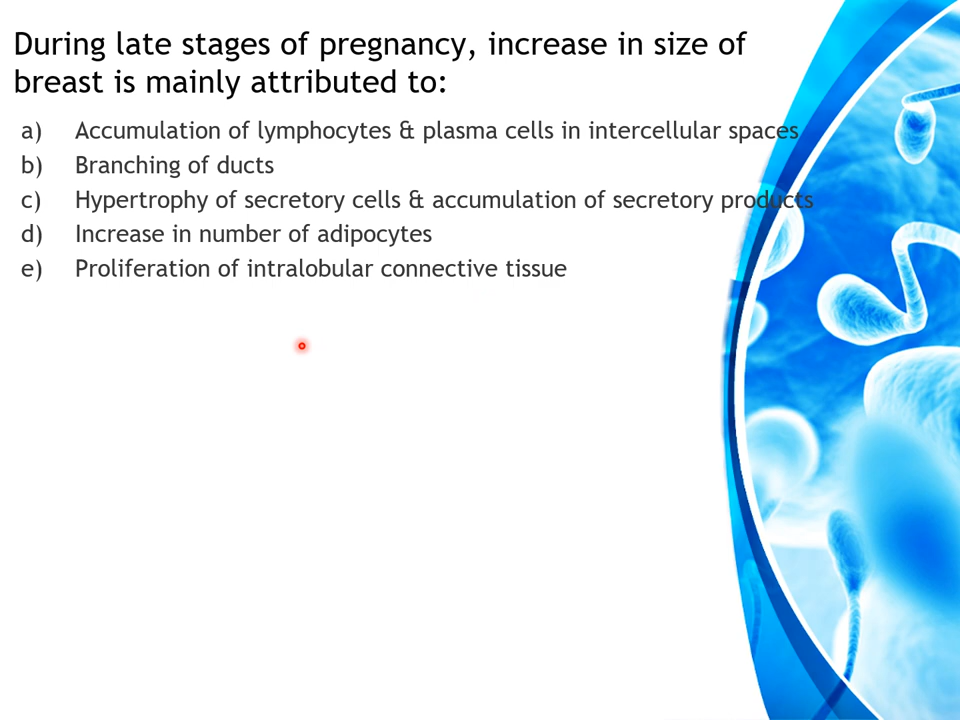 During late stages of pregnancy, increase in size of
breast is mainly attributed to:
a) Accumulation of lymphocytes & plasma cells in intercellular spaces
b) Branching of ducts
c) Hypertrophy of secretory cells & accumulation of secretory products
d) Increase in number of adipocytes
e) Proliferation of intralobular connective tissue